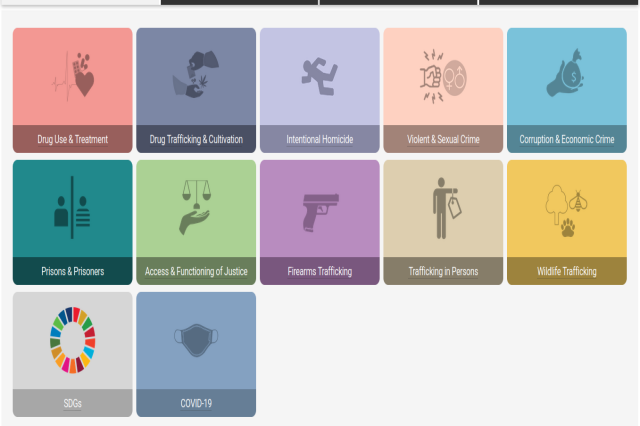 Drug Use & Treatment
Drug Trafficking & Cultivation
Intentional Homicide
Violent & Sexual Crime
Corruption & Economic Crime
Prisons & Prisoners
Access & Functioning of Justice
Firearms Trafficking
Trafficking in Persons
Wildlife Trafficking
SDGs
COVID-19